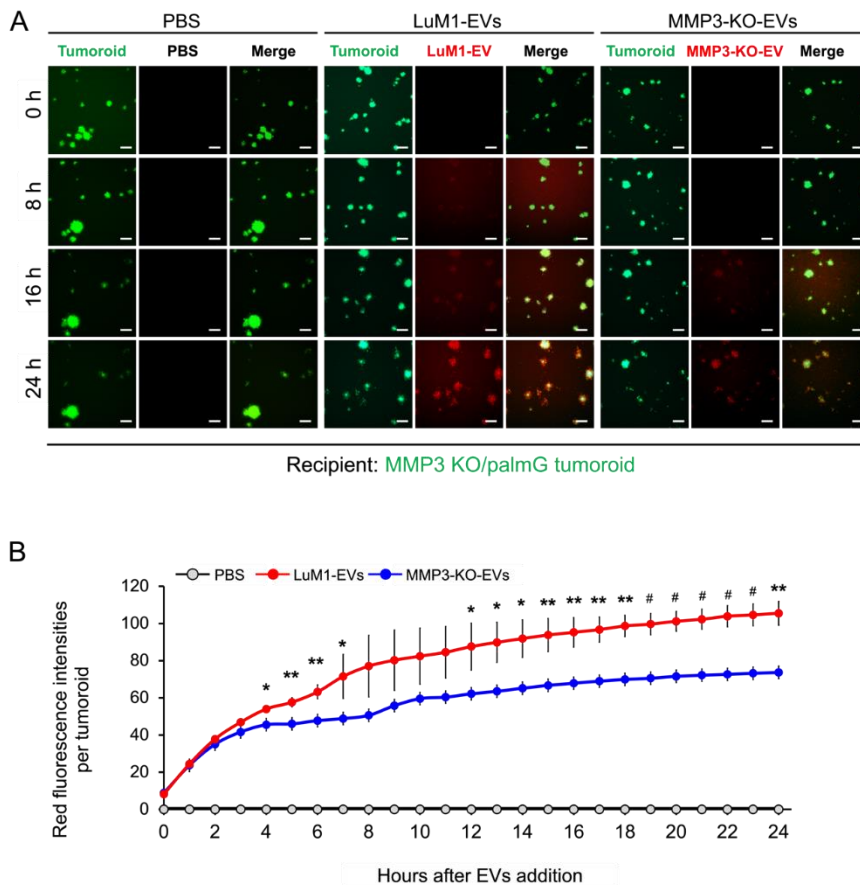 A
PBS LuM1-EVs MMP3-KO-EVs
Tumoroid PBS Merge Tumoroid LuM1-EV Merge Tumoroid MMP3-KO-EV Merge
0 h
8 h
16 h
24 h
Recipient: MMP3 KO/palmG tumoroid
B
PBS LuM1-EVs MMP3-KO-EVs
Red fluorescence intensities
per tumoroid
120
100
80
60
40
20
0
* ** ** * * * * ** ** ** ** # # # # # **
0 2 4 6 8 10 12 14 16 18 20 22 24
Hours after EVs addition